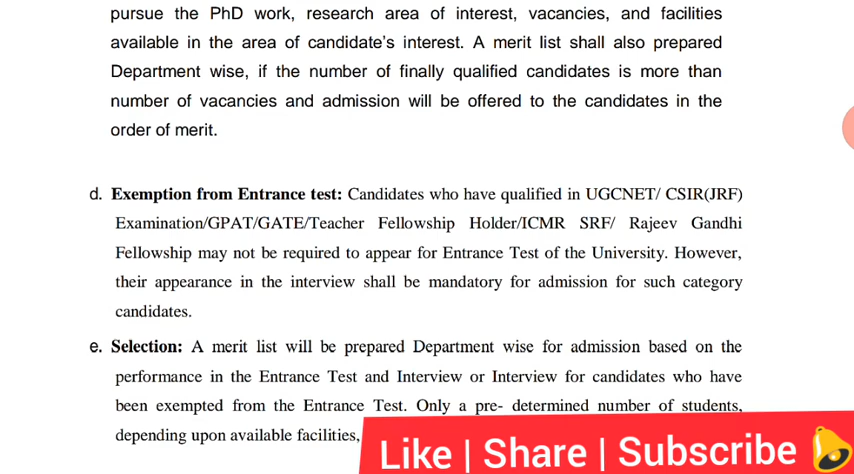 pursue the PhD work, research area of interest, vacancies, and facilities
available in the area of candidate's interest. A merit list shall also prepared
Department wise, if the number of finally qualified candidates is more than
number of vacancies and admission will be offered to the candidates in the
order of merit.
d. Exemption from Entrance test: Candidates who have qualified in UGCNET/ CSIR(JRF)
Examination/GPAT/GATE/Teacher Fellowship Holder/ICMR SRF/ Rajeev Gandhi
Fellowship may not be required to appear for Entrance Test of the University. However,
their appearance in the interview shall be mandatory for admission for such category
candidates.
e. Selection: A merit list will be prepared Department wise for admission based on the
performance in the Entrance Test and Interview or Interview for candidates who have
been exempted from the Entrance Test. Only a pre- determined number of students,
depending upon available facilities,
Like | Share | Subscribe